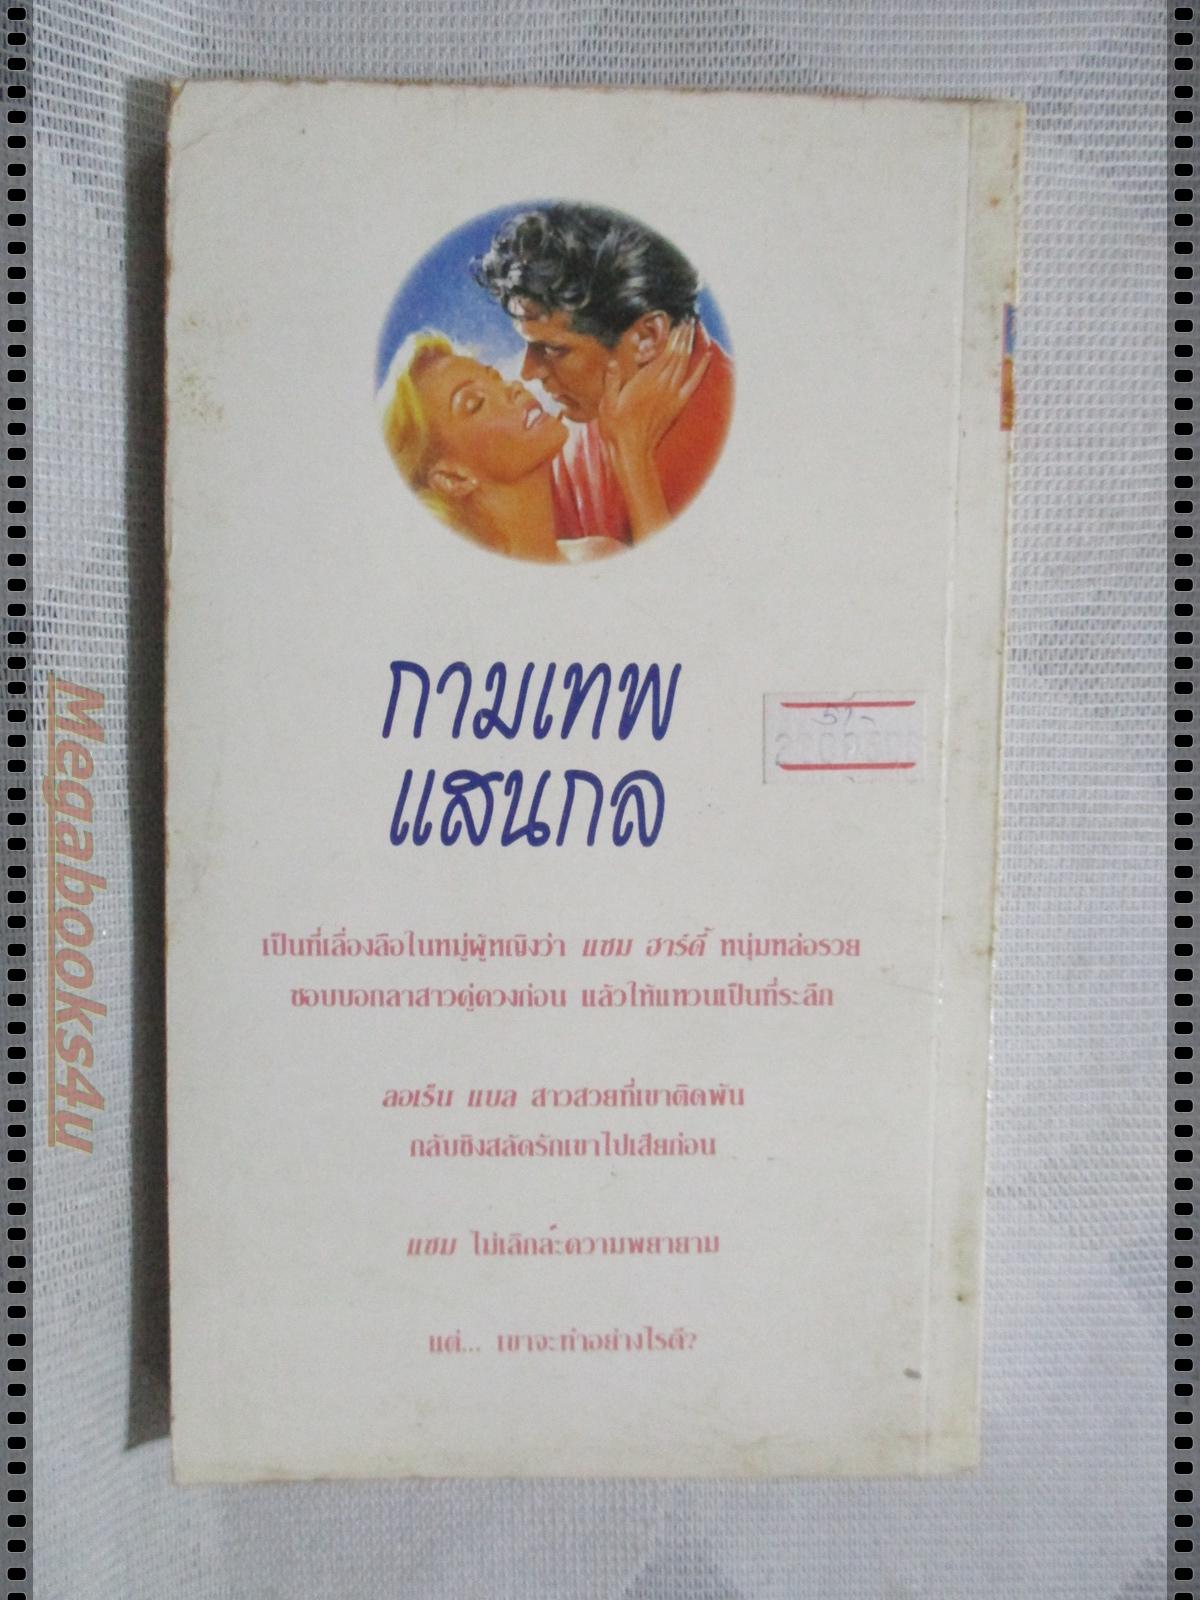 กามเทพ
แสนกล
เป็นที่เลื่องลือในหมู่ผู้หญิงว่า แซม ฮาร์ดี้ หนุ่มหล่อรวย
ชอบบอกลาสาวคู่ควงก่อน แล้วให้แหวนเป็นที่ระลึก
ลอเร็น แบล สาวสวยที่เขาติดพัน
กลับชิงสลัดรักเขาไปเสียก่อน
แซม ไม่เลิกล่ะความพยายาม
แต่... เขาจะทำอย่างไรดี?
Megabooks4u